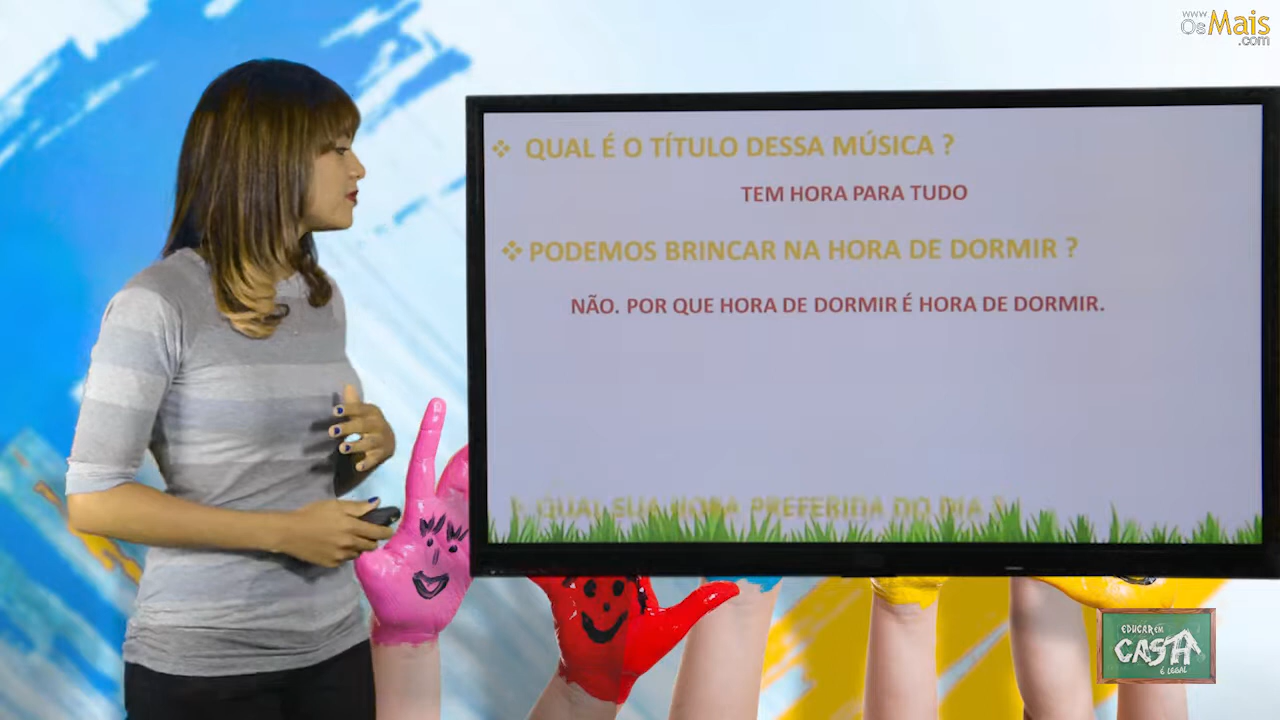 www
OsMais
.com
❖ QUAL É O TÍTULO DESSA MÚSICA ?
TEM HORA PARA TUDO
❖ PODEMOS BRINCAR NA HORA DE DORMIR ?
NÃO. POR QUE HORA DE DORMIR É HORA DE DORMIR.
QUAL SUA HORA PREFERIDA DO DIA ?
EDUCAR EM
CASA
É LEGAL